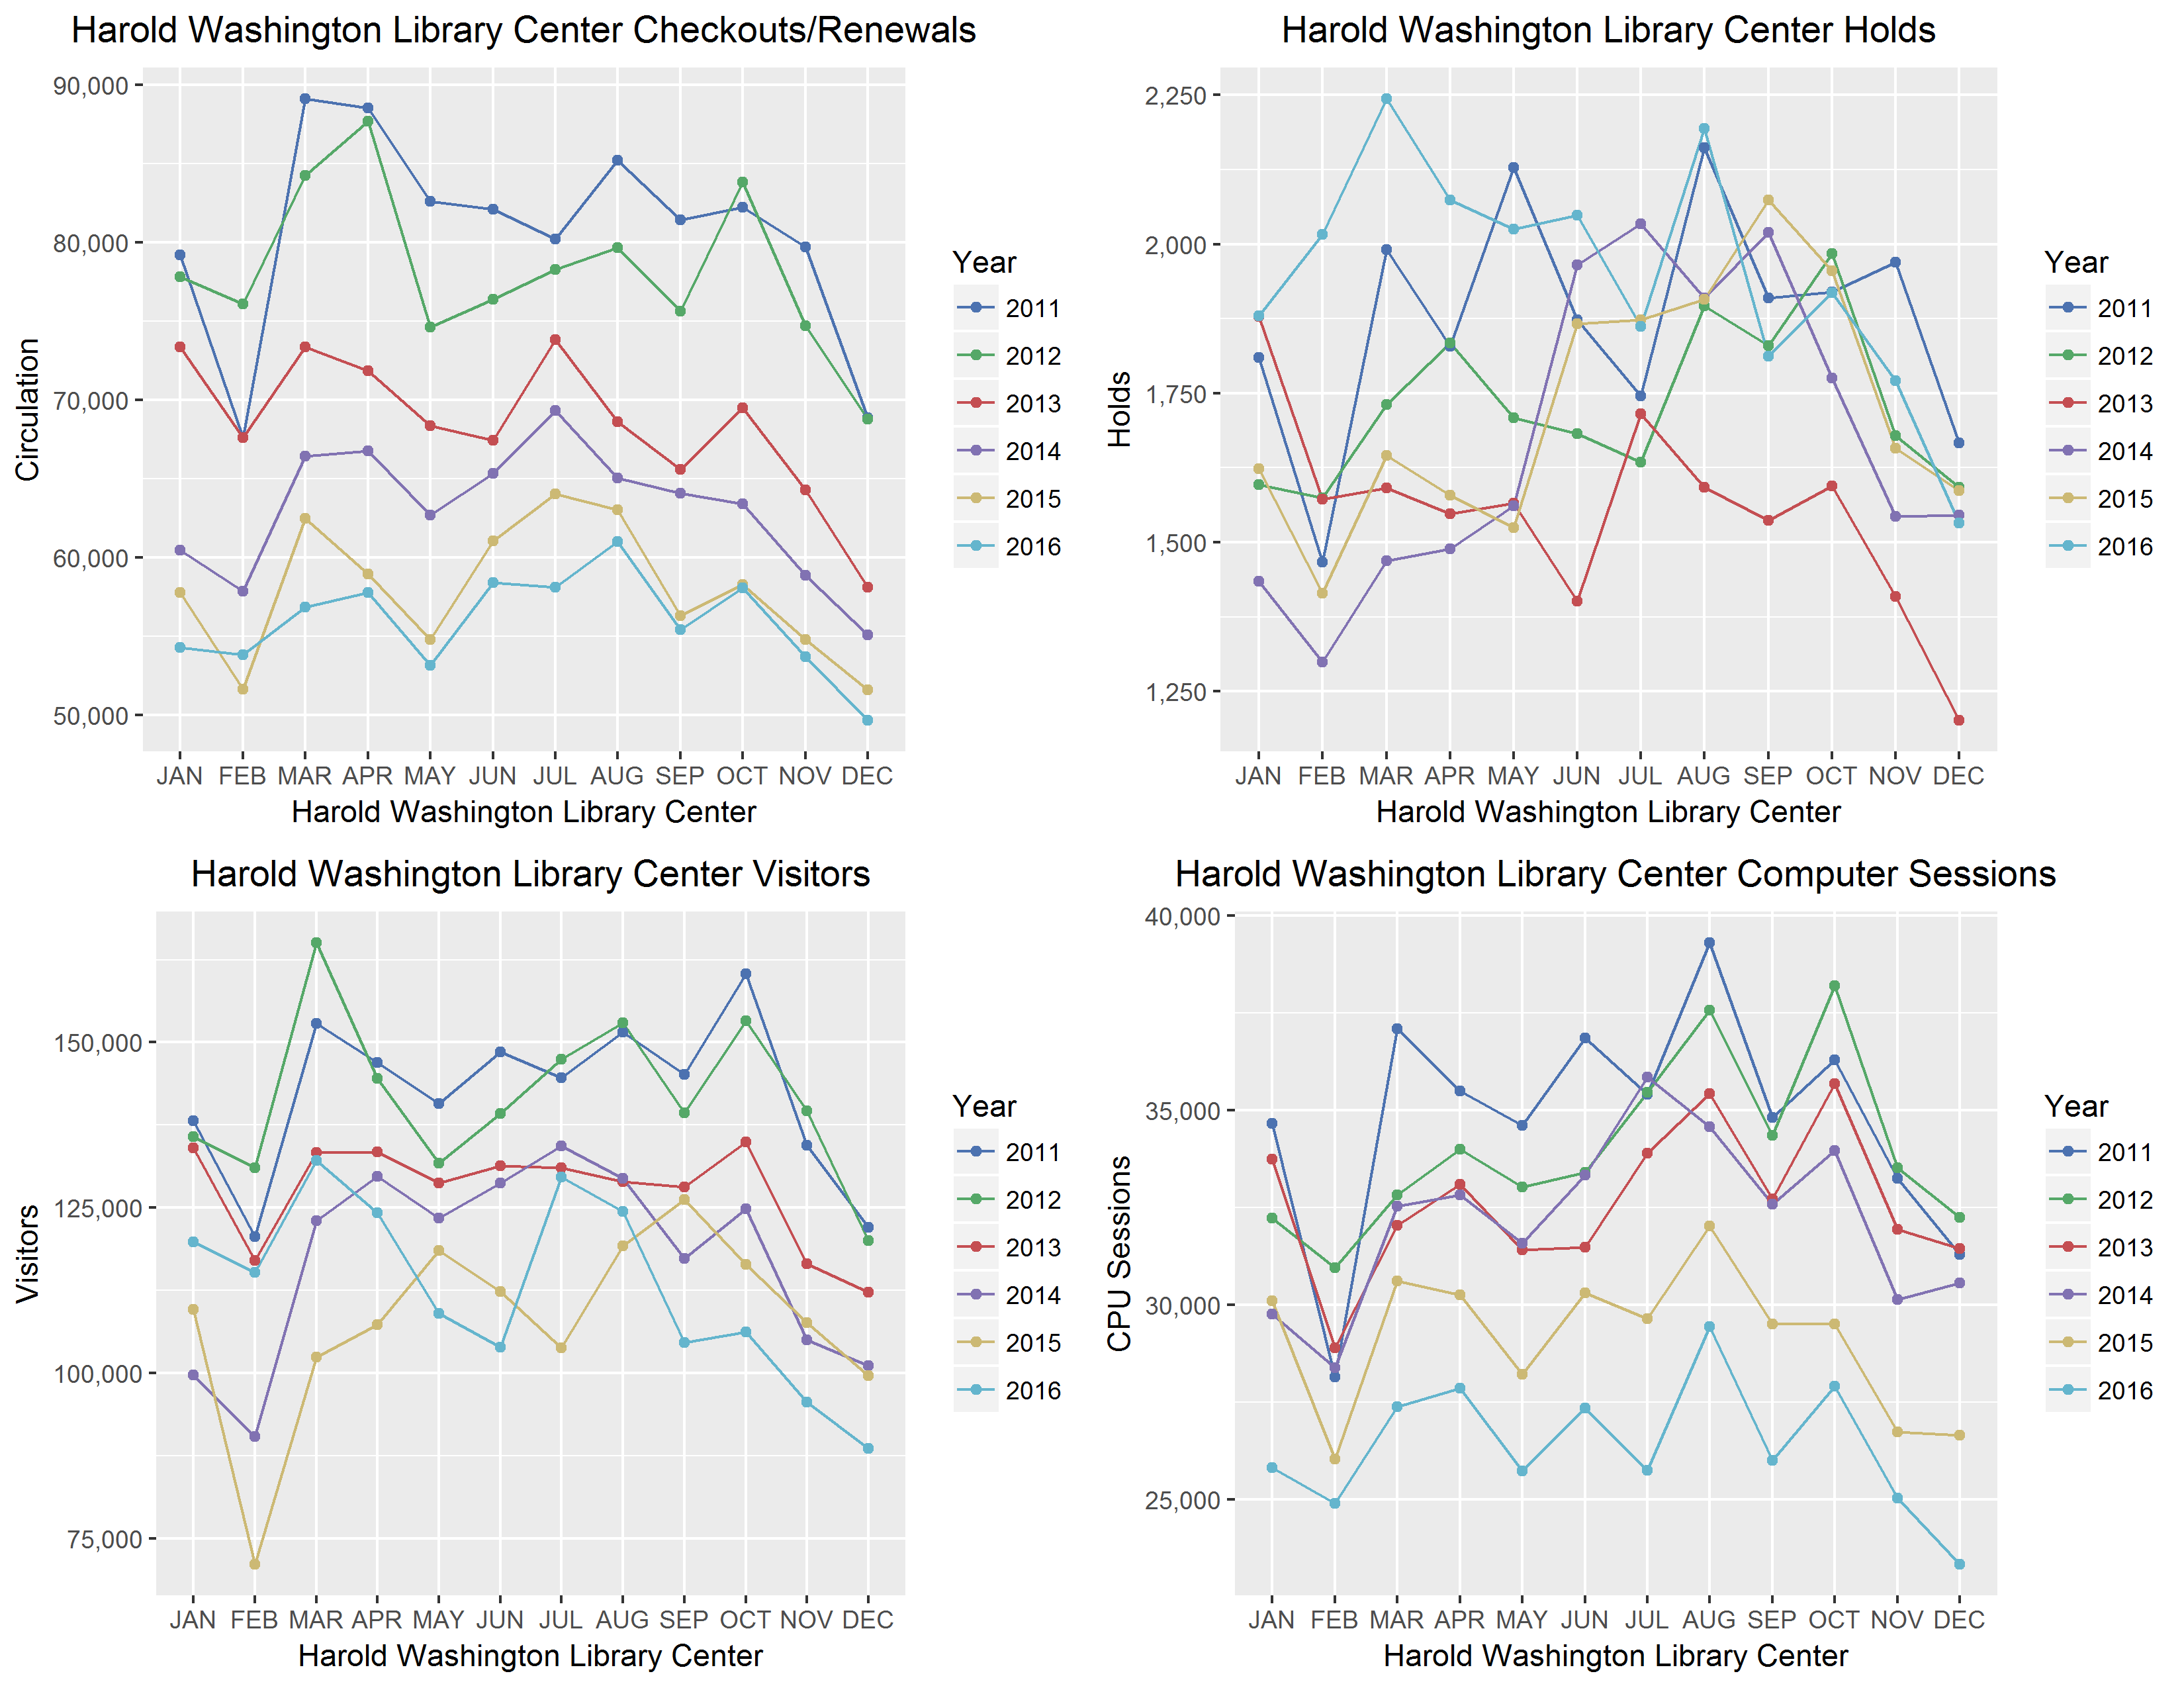 Harold Washington Library Center Checkouts/Renewals
90,000
80,000
70,000
60,000
50,000
Circulation
JAN FEB MAR APR MAY JUN JUL AUG SEP OCT NOV DEC
Harold Washington Library Center
Year
2011
2012
2013
2014
2015
2016
Harold Washington Library Center Holds
2,250
2,000
1,750
1,500
1,250
Holds
JAN FEB MAR APR MAY JUN JUL AUG SEP OCT NOV DEC
Harold Washington Library Center
Year
2011
2012
2013
2014
2015
2016
Harold Washington Library Center Visitors
150,000
125,000
100,000
75,000
Visitors
JAN FEB MAR APR MAY JUN JUL AUG SEP OCT NOV DEC
Harold Washington Library Center
Year
2011
2012
2013
2014
2015
2016
Harold Washington Library Center Computer Sessions
40,000
35,000
30,000
25,000
CPU Sessions
JAN FEB MAR APR MAY JUN JUL AUG SEP OCT NOV DEC
Harold Washington Library Center
Year
2011
2012
2013
2014
2015
2016